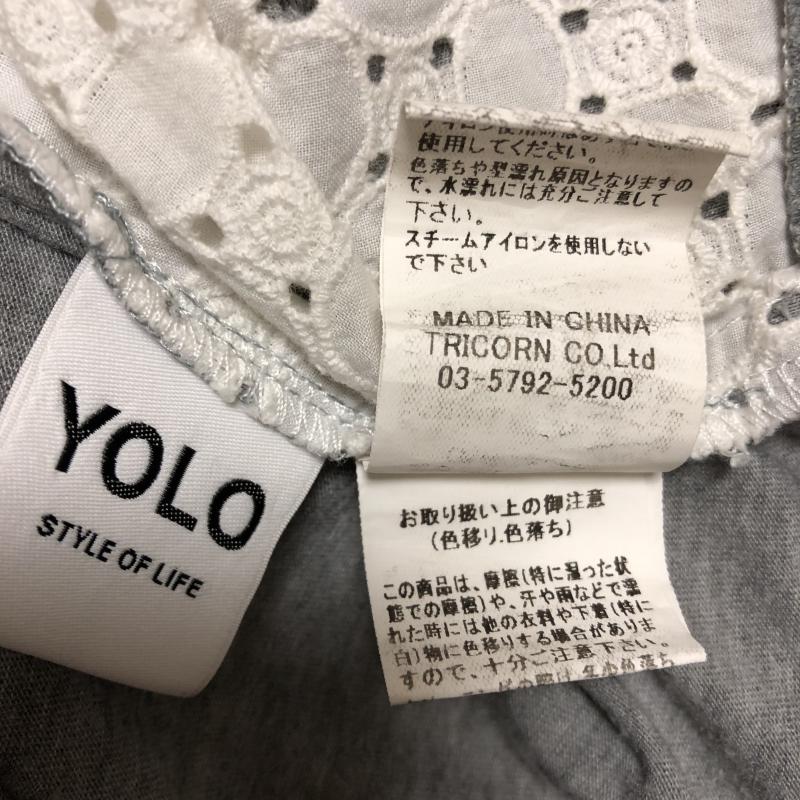 使用してください。
色落ちや型濡れ原因となりますの
で、水濡れには充分ご注意して
下さい。
スチームアイロンを使用しない
で下さい
MADE IN CHINA
TRICORN CO.Ltd
03-5792-5200
YOLO
STYLE OF LIFE
お取り扱い上の御注意
(色移り.色落ち)
この商品は、摩擦(特に湿った状
態での摩擦)や、汗や雨などで濡
れた時には他の衣料や下着(特に
白)物に色移りする場合がありま
すので、十分ご注意下さい。